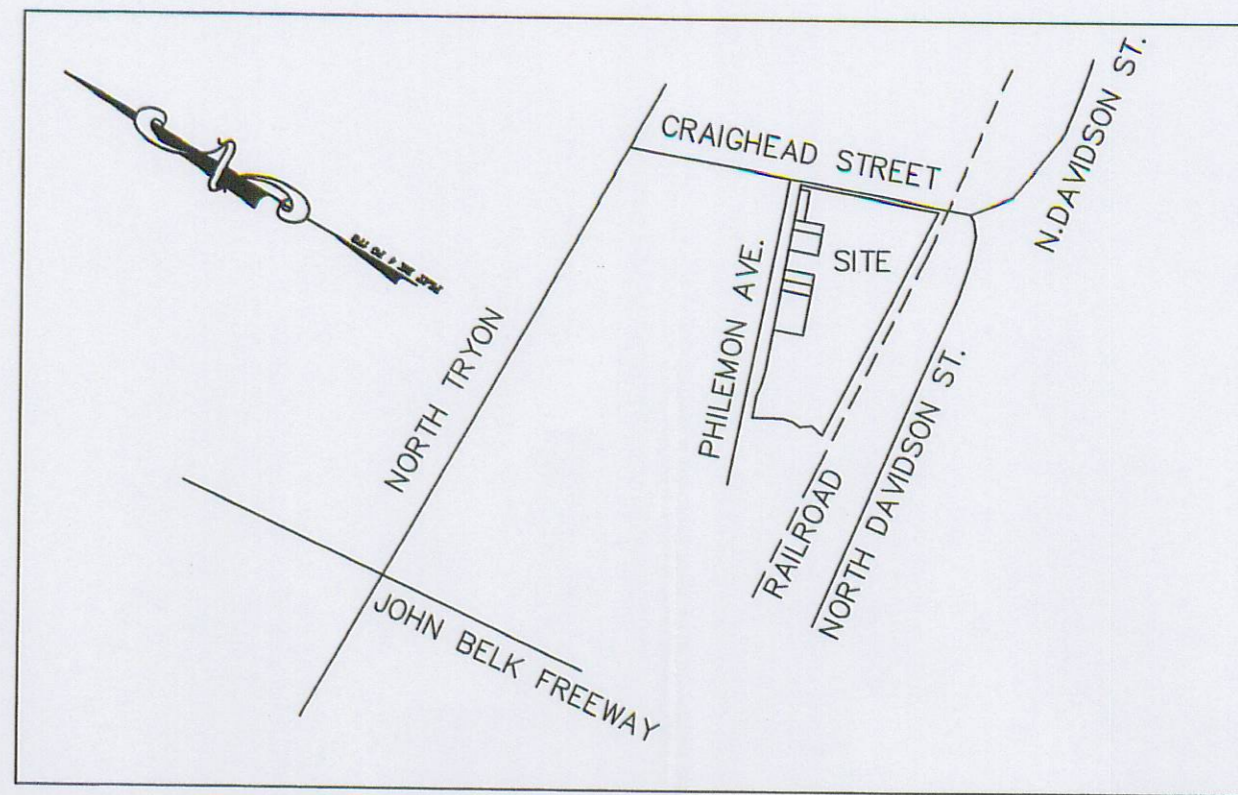 CRAIGHEAD STREET
N.DAVIDSON ST.
SITE
PHILEMON AVE.
NORTH TRYON
RAILROAD
NORTH DAVIDSON ST.
JOHN BELK FREEWAY